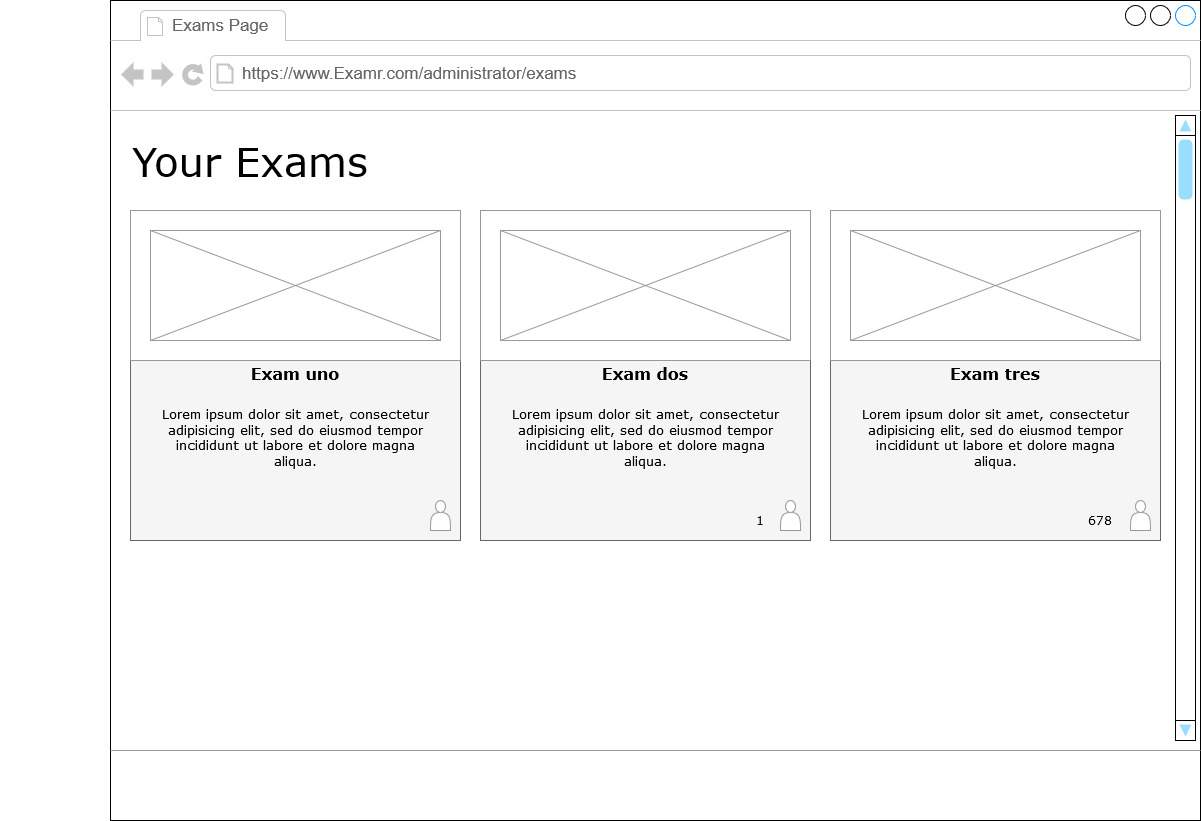 Exams Page
https://www.Examr.com/administrator/exams
Your Exams
Exam uno
Lorem ipsum dolor sit amet, consectetur
adipisicing elit, sed do eiusmod tempor
incididunt ut labore et dolore magna
aliqua.
Exam dos
Lorem ipsum dolor sit amet, consectetur
adipisicing elit, sed do eiusmod tempor
incididunt ut labore et dolore magna
aliqua.
1
Exam tres
Lorem ipsum dolor sit amet, consectetur
adipisicing elit, sed do eiusmod tempor
incididunt ut labore et dolore magna
aliqua.
678